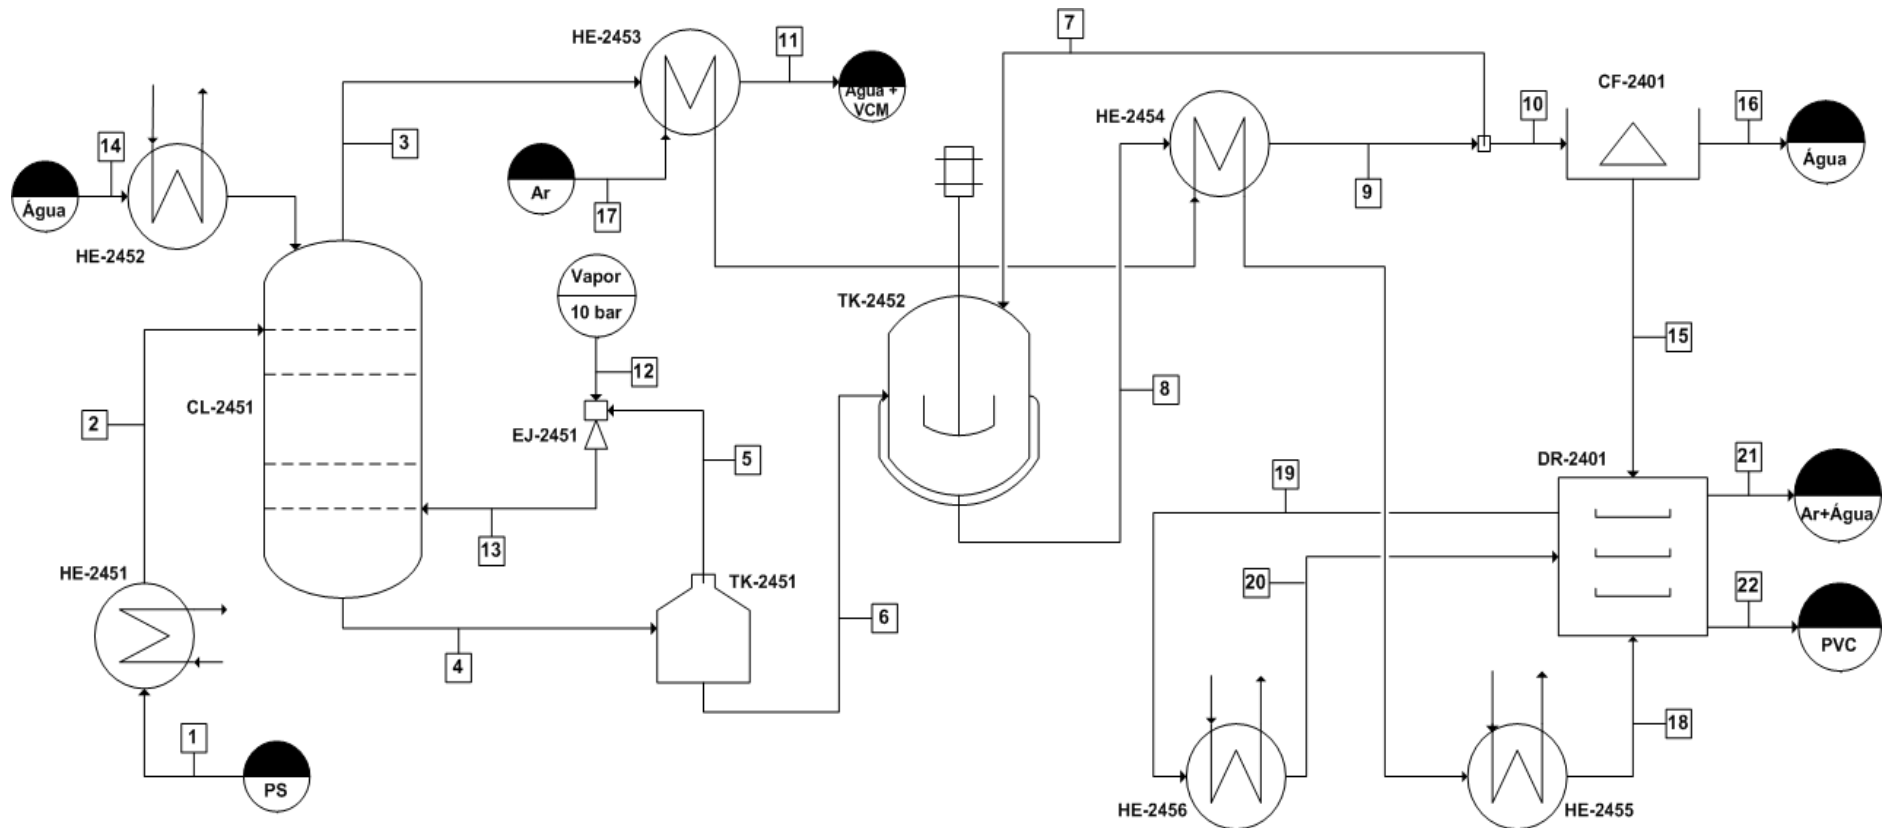 7
HE-2453
11
CF-2401
Água +
VCM
10
16
HE-2454
14
3
Ar
Água
Água
17
9
HE-2452
Vapor
10 bar
TK-2452
15
12
8
CL-2451
2
EJ-2451
5
DR-2401
21
19
Ar+Água
13
HE-2451
TK-2451
20
22
6
PVC
4
1
18
PS
HE-2456
HE-2455